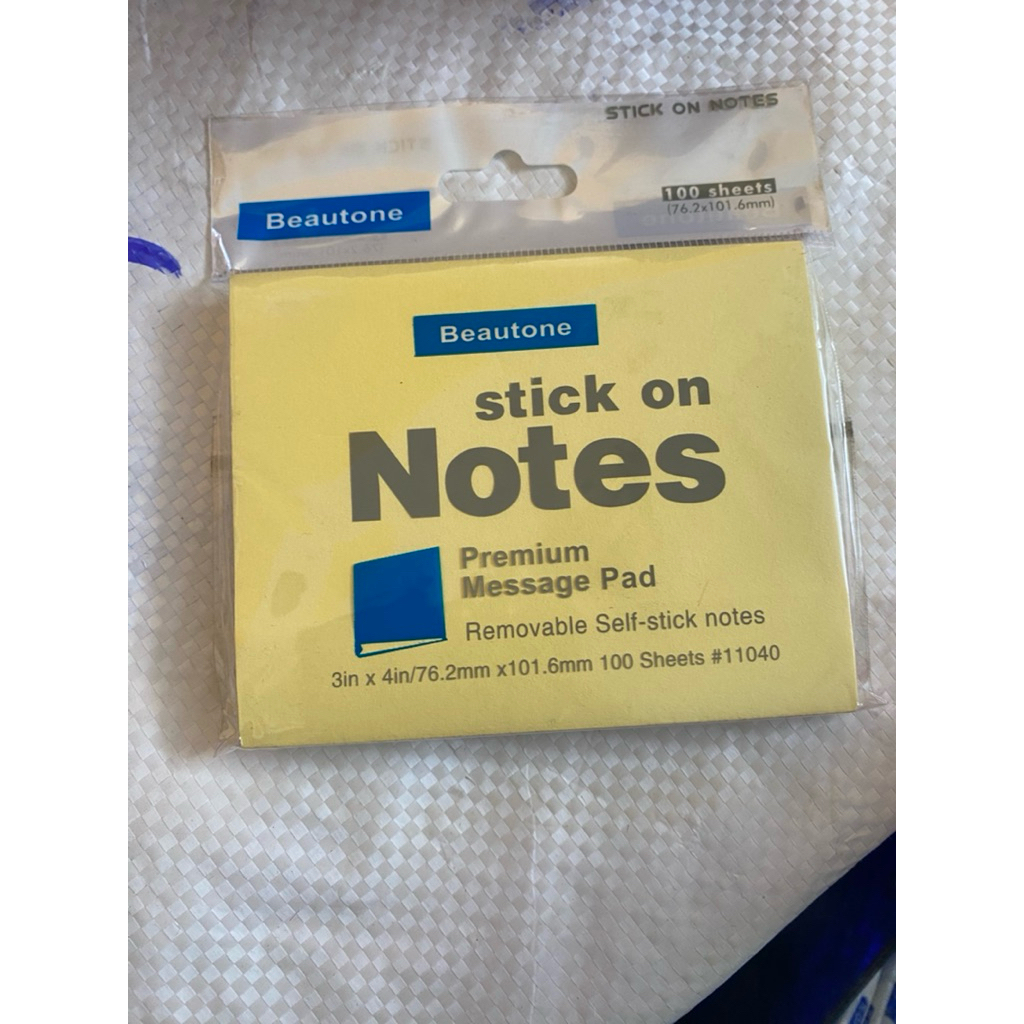 STICK ON NOTES
100 sheets
(76.2x101.6mm)
Beautone
Beautone
stick on
Notes
Premium
Message Pad
Removable Self-stick notes
3in x 4in/76.2mm x101.6mm 100 Sheets #11040